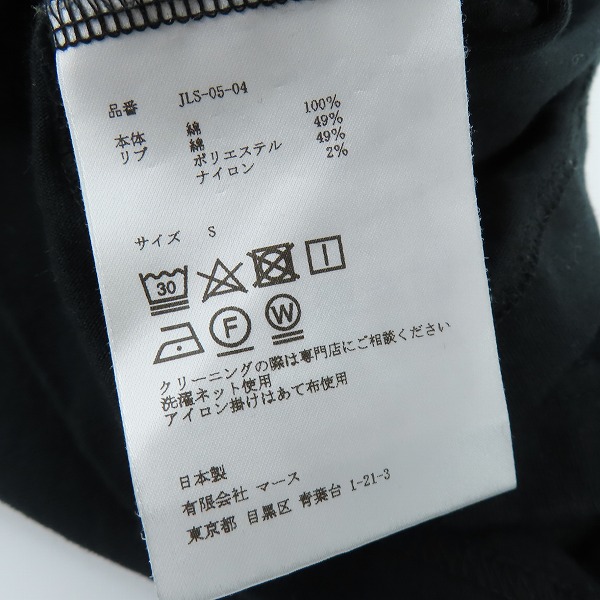 品番 JLS-05-04
本体 綿 100%
リブ 綿 49%
ポリエステル 49%
ナイロン 2%
サイズ S
30
F W
クリーニングの際は専門店にご相談ください
洗濯ネット使用
アイロン掛けはあて布使用
日本製
有限会社 マース
東京都 目黒区 青葉台 1-21-3